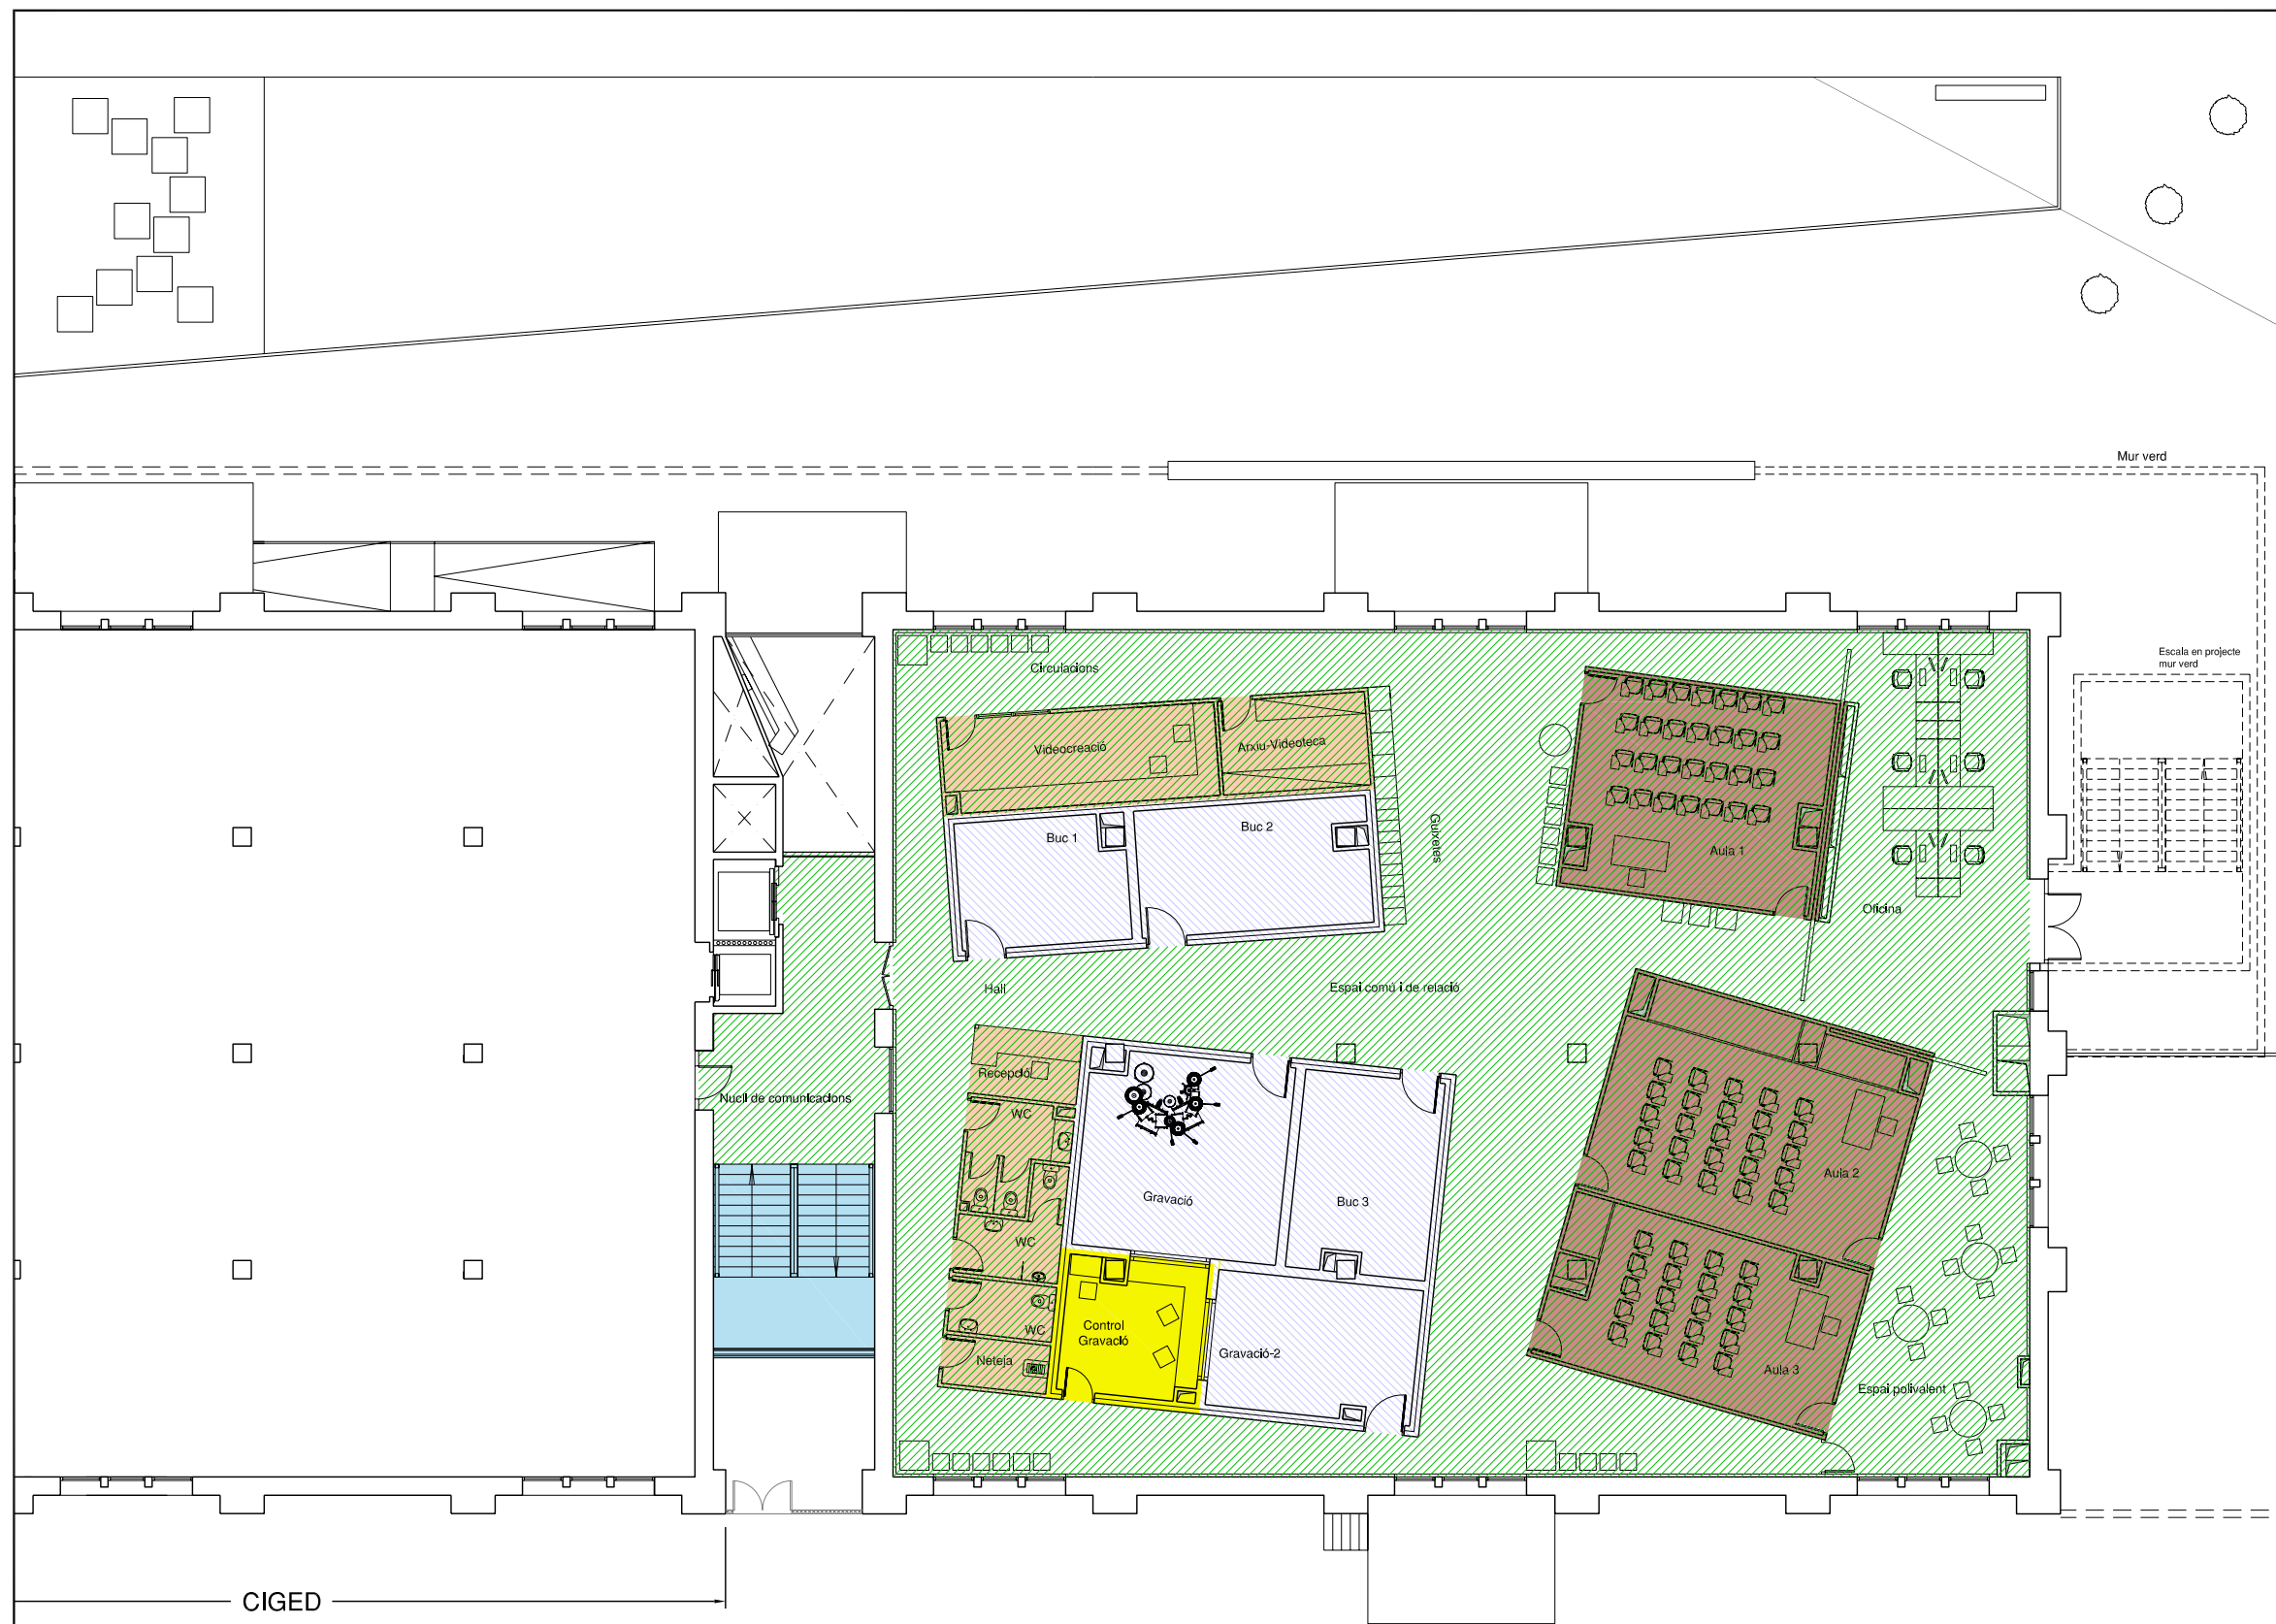 Mur verd
Escala en projecte
mur verd
Circulacions
Videocreació
Arxiu-Videoteca
Buc 1
Buc 2
Guixetes
Aula 1
Oficina
Hall
Espai comú i de relació
Recepció
Nucli de comunicacions
WC
Gravació
Buc 3
Aula 2
WC
Control
Gravació
WC
Gravació-2
Neteja
Aula 3
Espai polivalent
CIGED